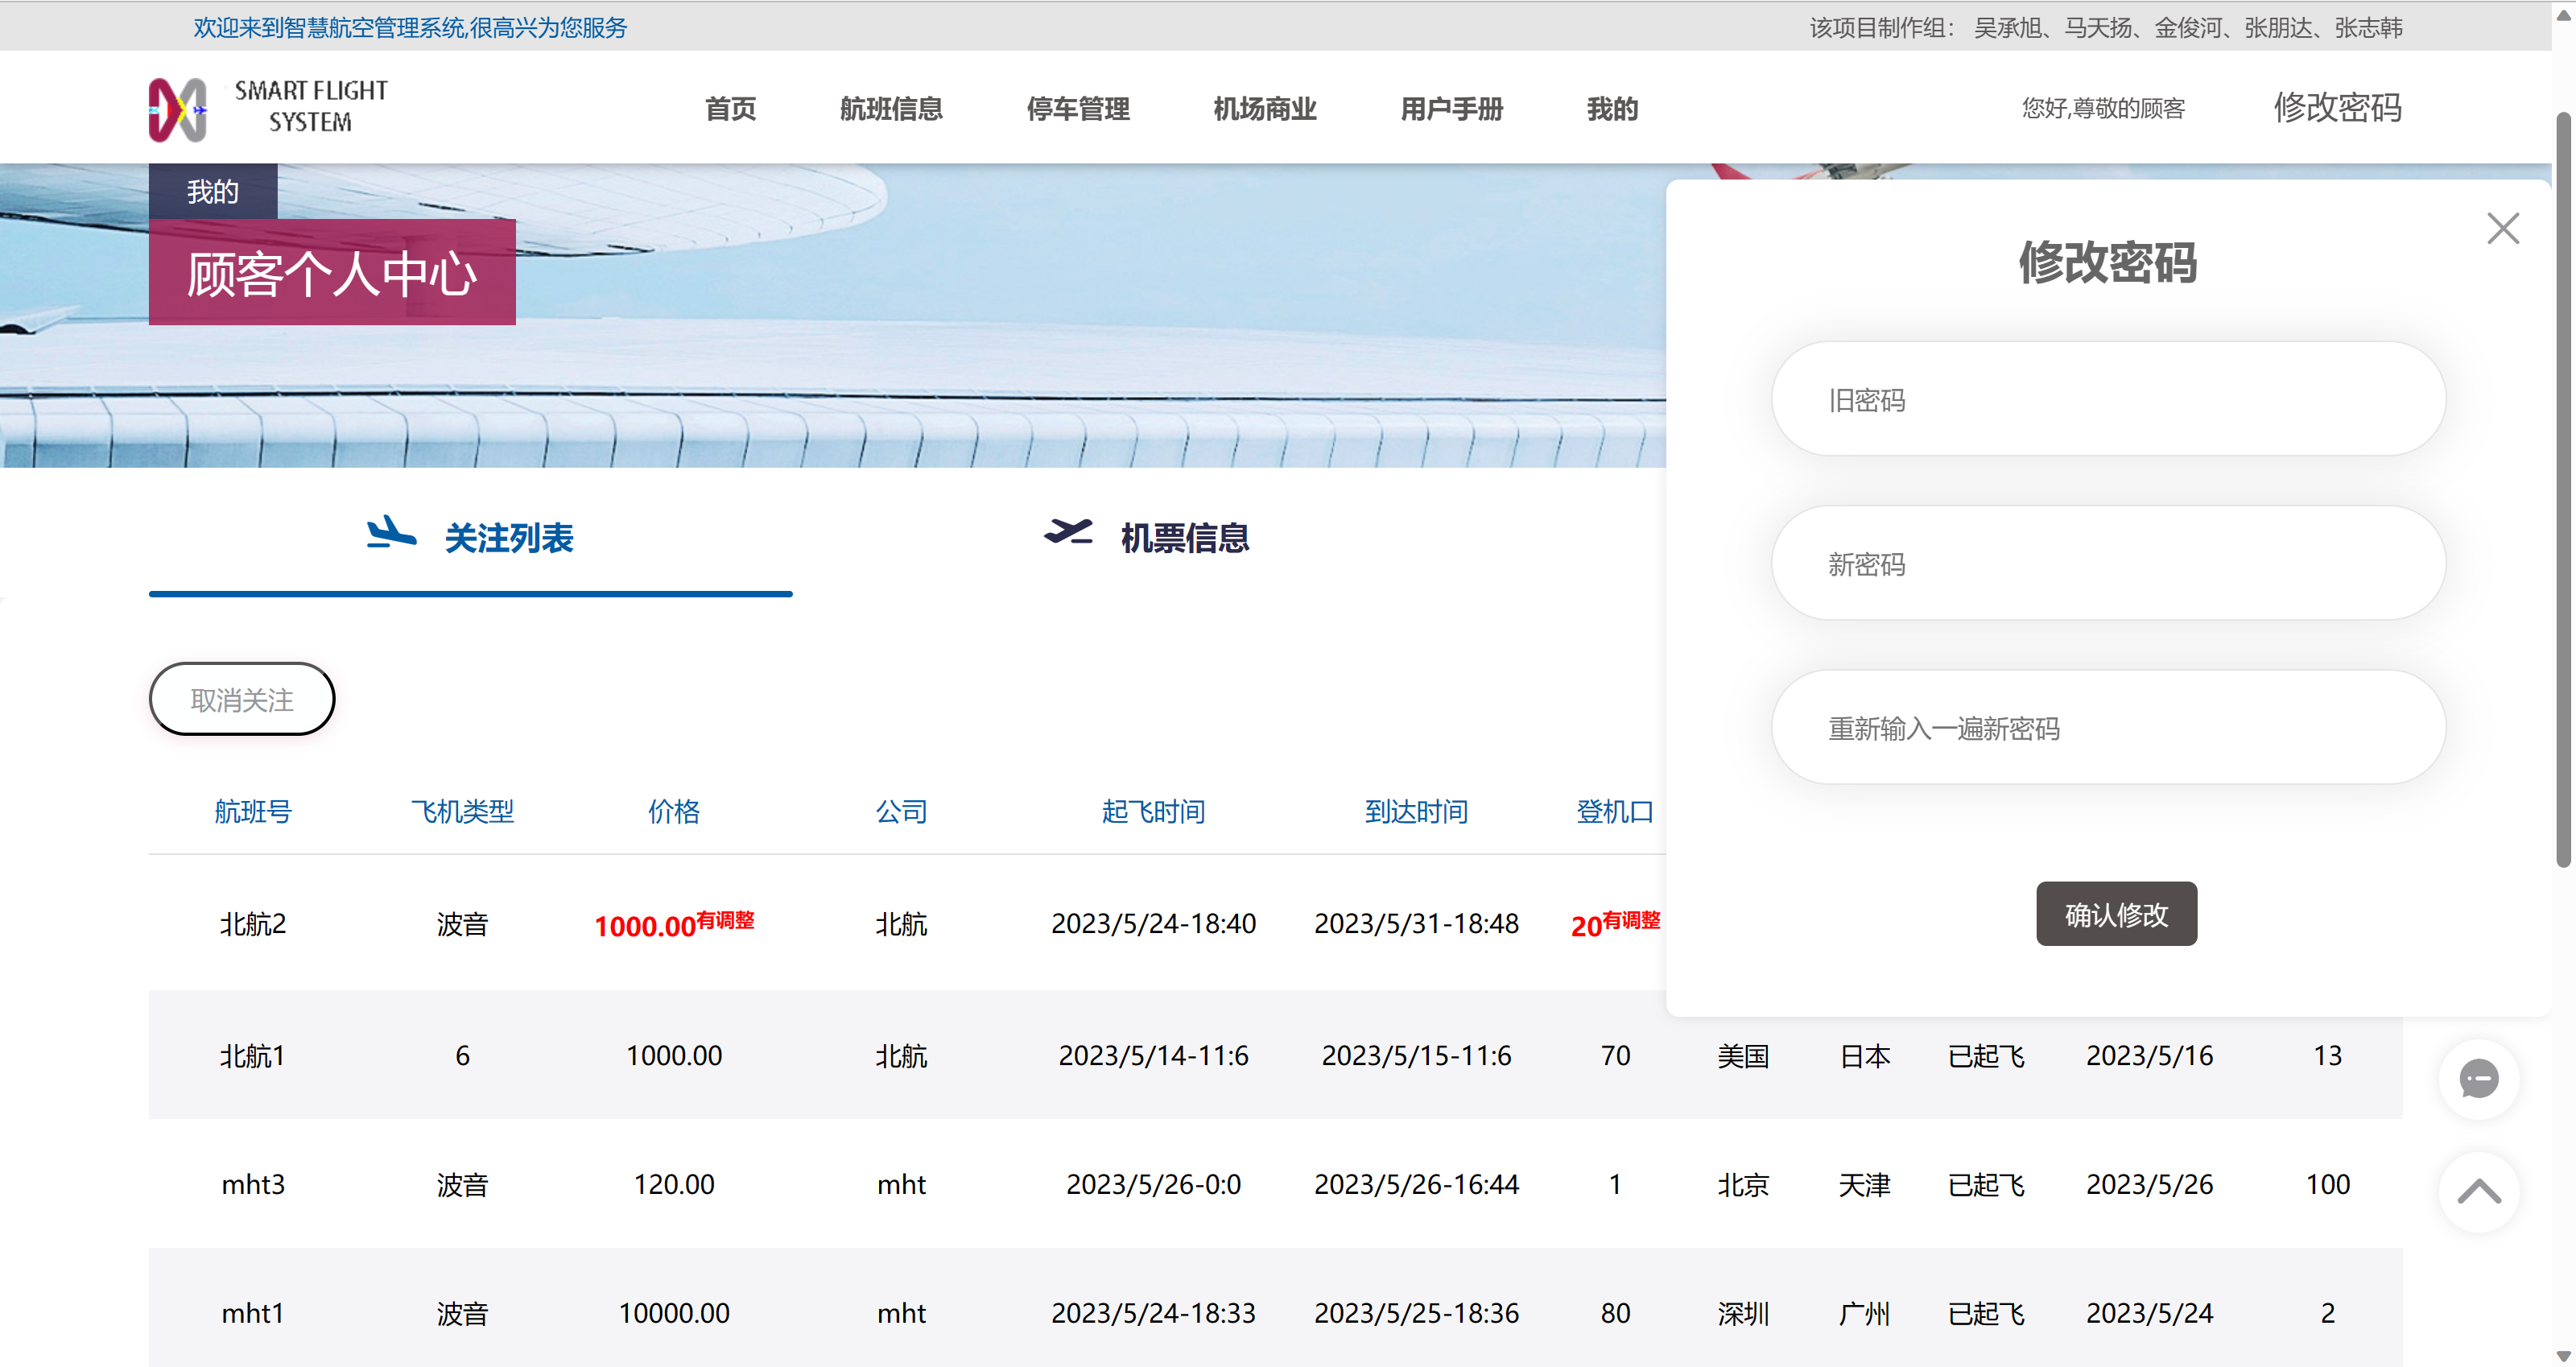 欢迎来到智慧航空管理系统,很高兴为您服务
该项目制作组： 吴承旭、马天扬、金俊河、张朋达、张志韩
SMART FLIGHT
SYSTEM
首页 航班信息 停车管理 机场商业 用户手册 我的
您好,尊敬的顾客 修改密码
我的
顾客个人中心
关注列表 机票信息
取消关注
航班号 飞机类型 价格 公司 起飞时间 到达时间 登机口
北航2 波音 1000.00有调整 北航 2023/5/24-18:40 2023/5/31-18:48 20有调整
北航1 6 1000.00 北航 2023/5/14-11:6 2023/5/15-11:6 70 美国 日本 已起飞 2023/5/16 13
mht3 波音 120.00 mht 2023/5/26-0:0 2023/5/26-16:44 1 北京 天津 已起飞 2023/5/26 100
mht1 波音 10000.00 mht 2023/5/24-18:33 2023/5/25-18:36 80 深圳 广州 已起飞 2023/5/24 2
修改密码
旧密码
新密码
重新输入一遍新密码
确认修改